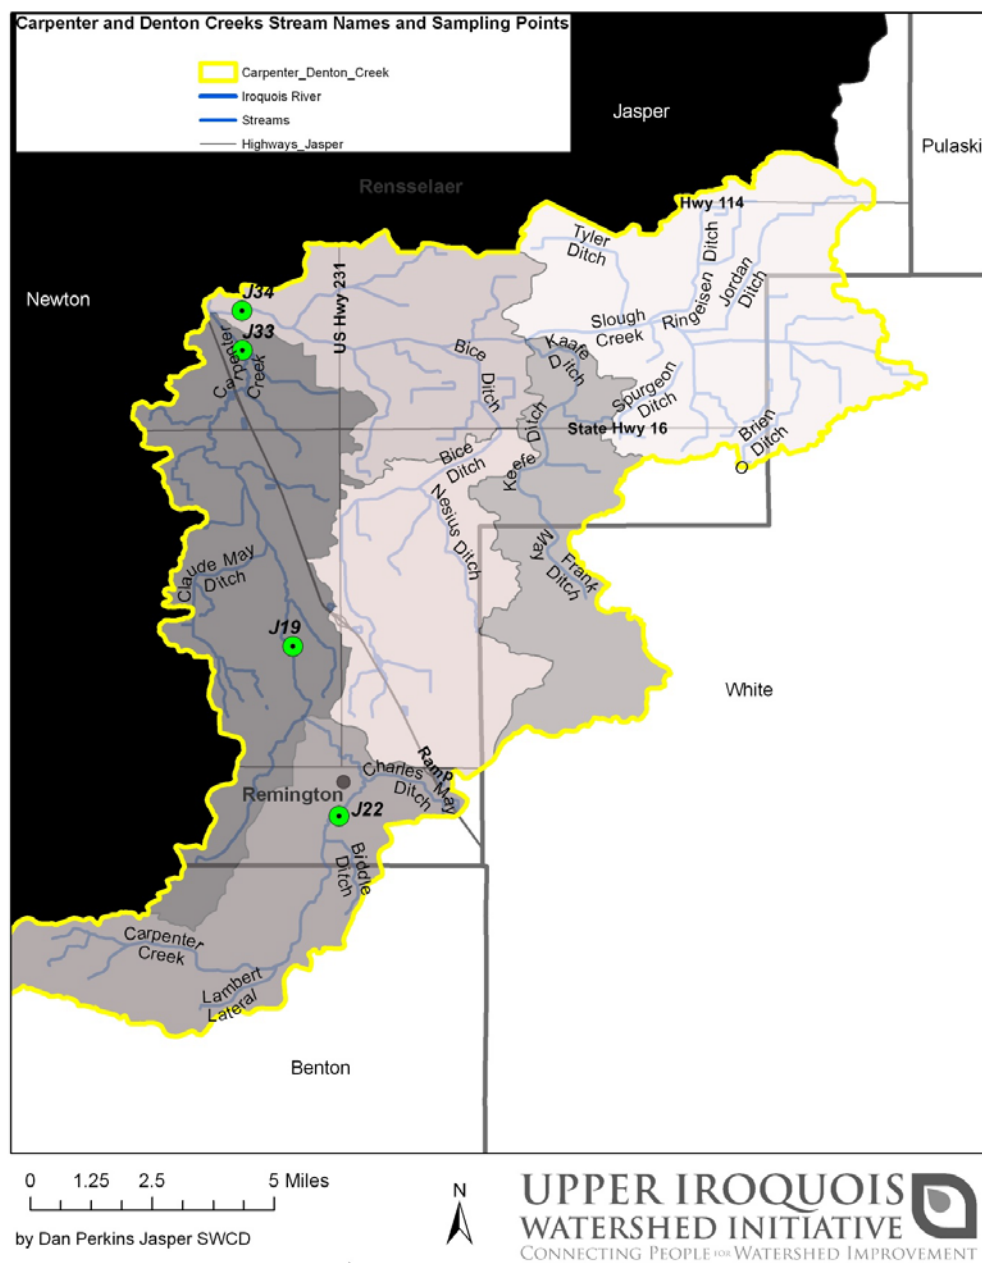 Carpenter and Denton Creeks Stream Names and Sampling Points
Carpenter_Denton_Creek
Iroquois River
Streams
Highways_Jasper
Jasper
Pulaski
Rensselaer
Hwy 114
Tyler
Ditch
Ringeisen
Ditch
Jordan
Ditch
Newton
J34
US Hwy 231
Slough
Creek
J33
Carpenter
Creek
Bice
Ditch
Kaafe
Ditch
Spurgeon
Ditch
State Hwy 16
Brien
Ditch
Bice
Ditch
Keefe
Ditch
Nesius Ditch
May
Frank
Ditch
Claude May
Ditch
J19
White
Ramp
Charles May
Ditch
Remington
J22
Biddle
Ditch
Carpenter
Creek
Lambert
Lateral
Benton
0 1.25 2.5 5 Miles
N
by Dan Perkins Jasper SWCD
UPPER IROQUOIS
WATERSHED INITIATIVE
CONNECTING PEOPLE FOR WATERSHED IMPROVEMENT